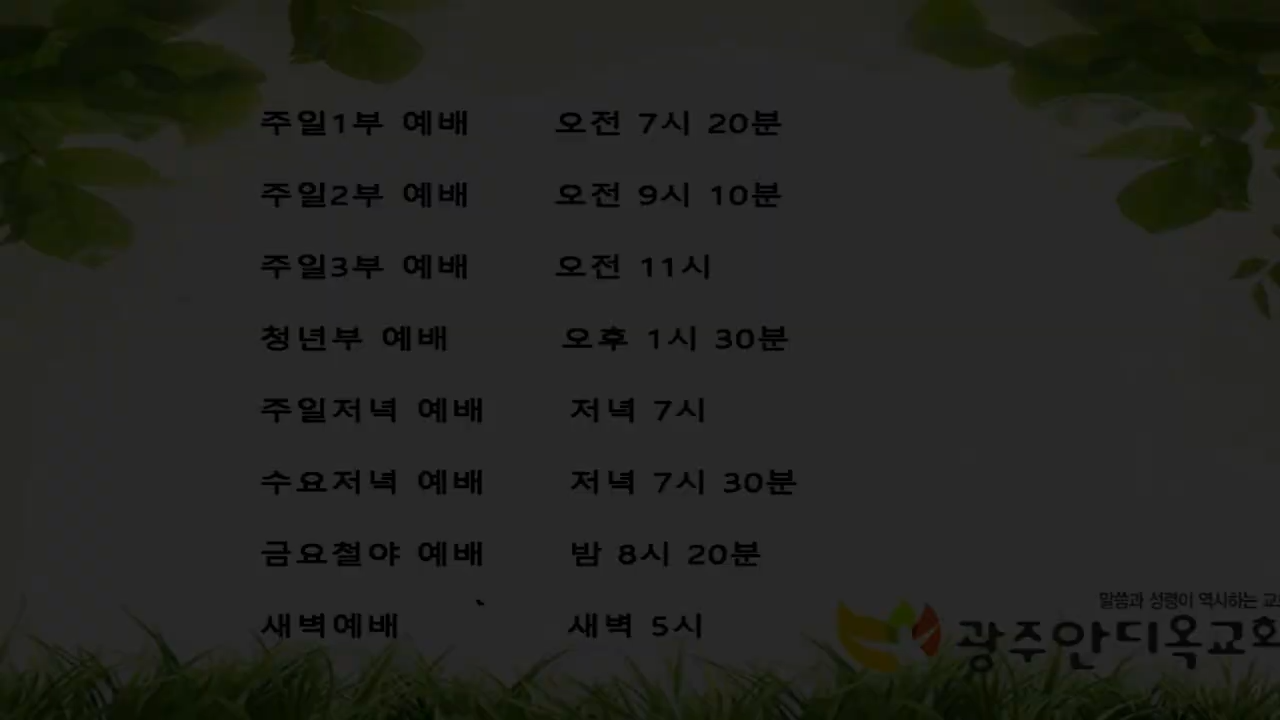 주일1부 예배 오전 7시 20분
주일2부 예배 오전 9시 10분
주일3부 예배 오전 11시
청년부 예배 오후 1시 30분
주일저녁 예배 저녁 7시
수요저녁 예배 저녁 7시 30분
금요철야 예배 밤 8시 20분
새벽예배 새벽 5시
말씀과 성령이 역사하는
광주안디옥교회